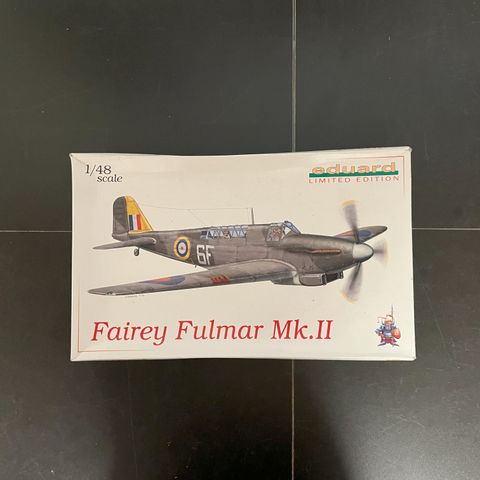 1/48
scale
eduard
LIMITED EDITION
6F
Fairey Fulmar Mk.II